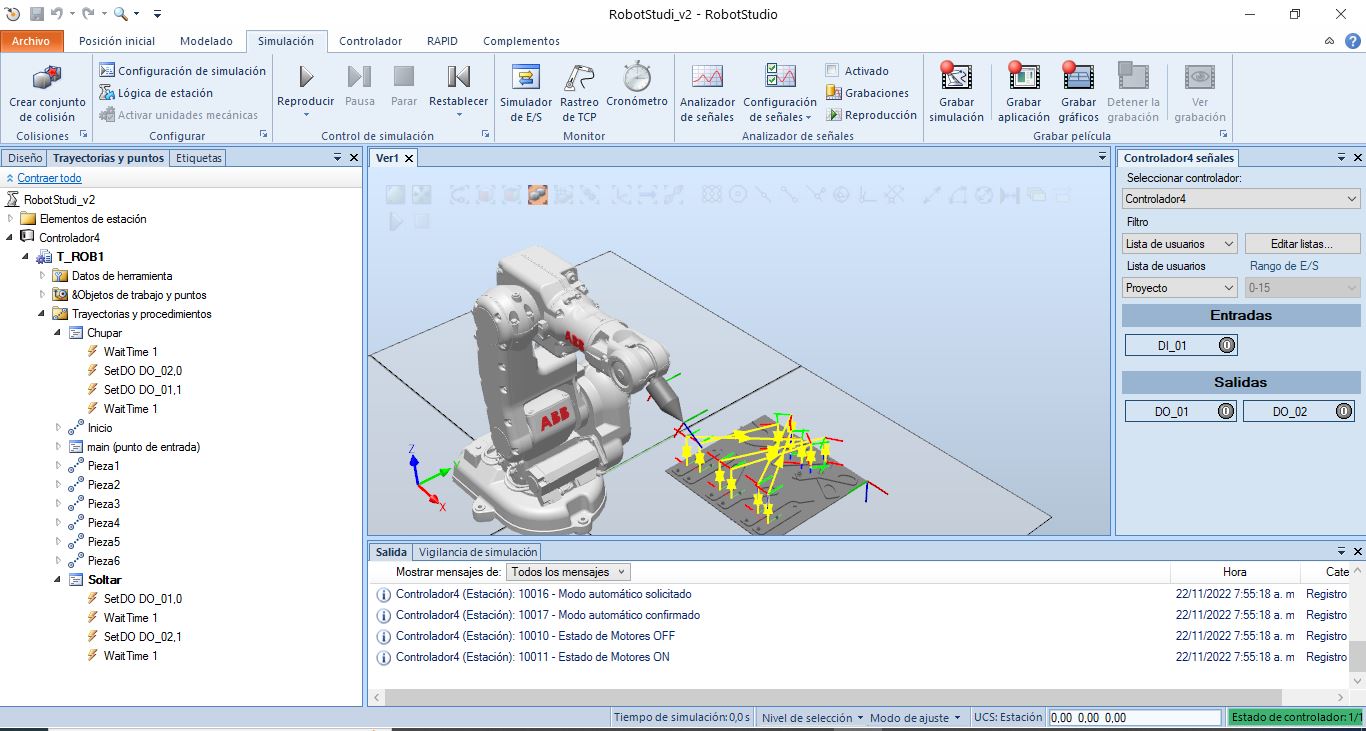 RobotStudi_v2 - RobotStudio
Archivo Posición inicial Modelado Simulación Controlador RAPID Complementos
Crear conjunto de colisión
Colisiones
Configuración de simulación
Lógica de estación
Activar unidades mecánicas
Configurar
Reproducir Pausa Parar Restablecer
Control de simulación
Simulador de E/S
Rastreo de TCP
Cronómetro
Monitor
Analizador de señales
Configuración de señales
Activado
Grabaciones
Reproducción
Analizador de señales
Grabar simulación
Grabar aplicación
Grabar gráficos
Detener la grabación
Ver grabación
Grabar película
Diseño Trayectorias y puntos Etiquetas
Contraer todo
RobotStudi_v2
Elementos de estación
Controlador4
T_ROB1
Datos de herramienta
&Objetos de trabajo y puntos
Trayectorias y procedimientos
Chupar
WaitTime 1
SetDO DO_02,0
SetDO DO_01,1
WaitTime 1
Inicio
main (punto de entrada)
Pieza1
Pieza2
Pieza3
Pieza4
Pieza5
Pieza6
Soltar
SetDO DO_01,0
WaitTime 1
SetDO DO_02,1
WaitTime 1
Ver1
ABB
ABB
Z
Y
X
Controlador4 señales
Seleccionar controlador:
Controlador4
Filtro
Lista de usuarios Editar listas...
Lista de usuarios Rango de E/S
Proyecto 0-15
Entradas
DI_01 0
Salidas
DO_01 0 DO_02 0
Salida Vigilancia de simulación
Mostrar mensajes de: Todos los mensajes Hora Cate
Controlador4 (Estación): 10016 - Modo automático solicitado 22/11/2022 7:55:18 a. m Registro
Controlador4 (Estación): 10017 - Modo automático confirmado 22/11/2022 7:55:18 a. m Registro
Controlador4 (Estación): 10010 - Estado de Motores OFF 22/11/2022 7:55:18 a. m Registro
Controlador4 (Estación): 10011 - Estado de Motores ON 22/11/2022 7:55:18 a. m Registro
Tiempo de simulación: 0,0 s Nivel de selección Modo de ajuste UCS: Estación 0,00 0,00 0,00 Estado de controlador: 1/1